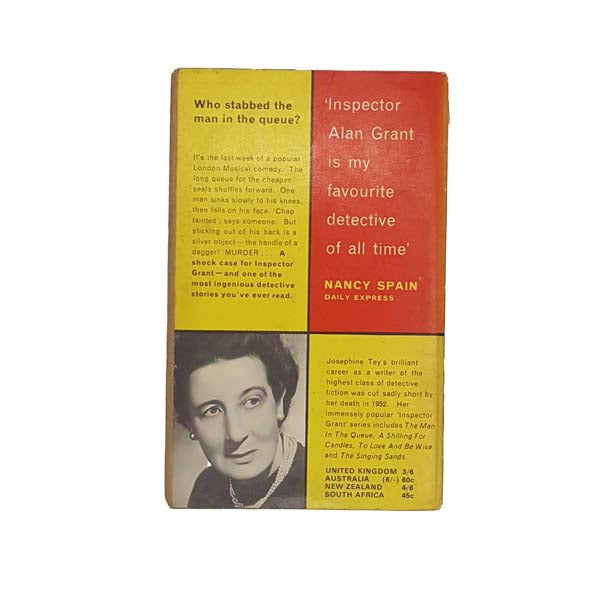 Who stabbed the
man in the queue?
It's the last week of a popular
London Musical comedy. The
long queue for the cheaper
seats shuffles forward. One
man sinks slowly to his knees,
then falls on his face. 'Chap
fainted', says someone. But
sticking out of his back is a
silver object — the handle of a
dagger! MURDER . . . A
shock case for Inspector
Grant — and one of the
most ingenious detective
stories you've ever read.
'Inspector
Alan Grant
is my
favourite
detective
of all time'
NANCY SPAIN
DAILY EXPRESS
Josephine Tey's brilliant
career as a writer of the
highest class of detective
fiction was cut sadly short by
her death in 1952. Her
immensely popular 'Inspector
Grant' series includes The Man
In The Queue, A Shilling For
Candles, To Love And Be Wise
and The Singing Sands.
UNITED KINGDOM 3/6
AUSTRALIA (6/-) 60c
NEW ZEALAND 4/6
SOUTH AFRICA 45c